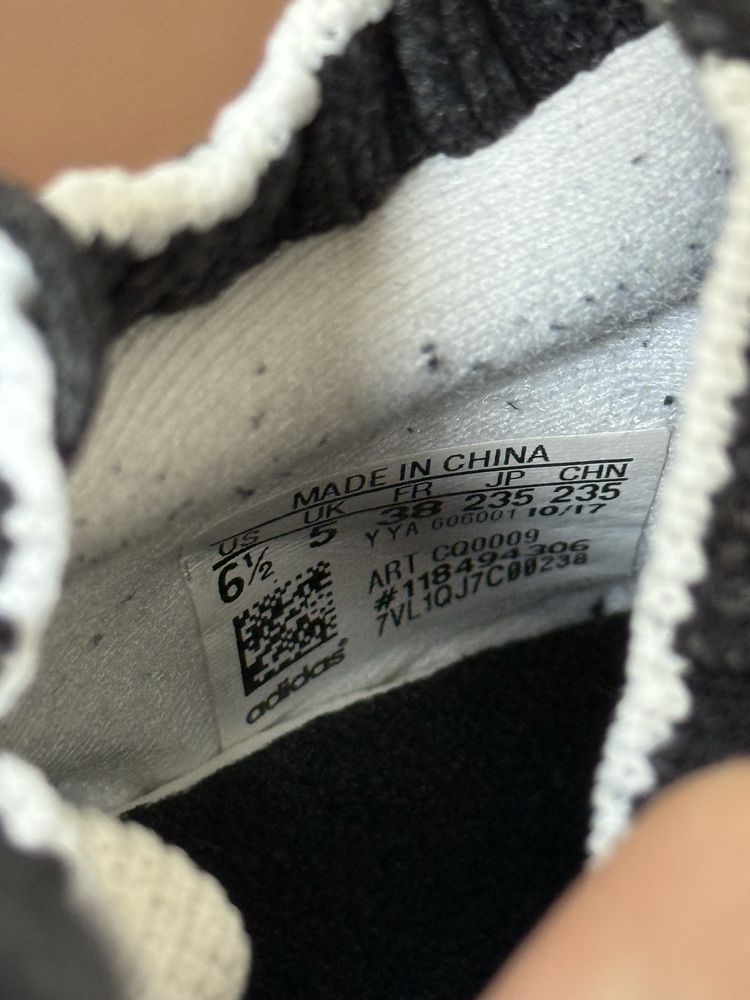 MADE IN CHINA
US UK FR JP CHN
6½ 5 38 235 235
YYA 606001 10/17
ART CQ0009
#118494306
7VL1QJ7C00238
adidas®